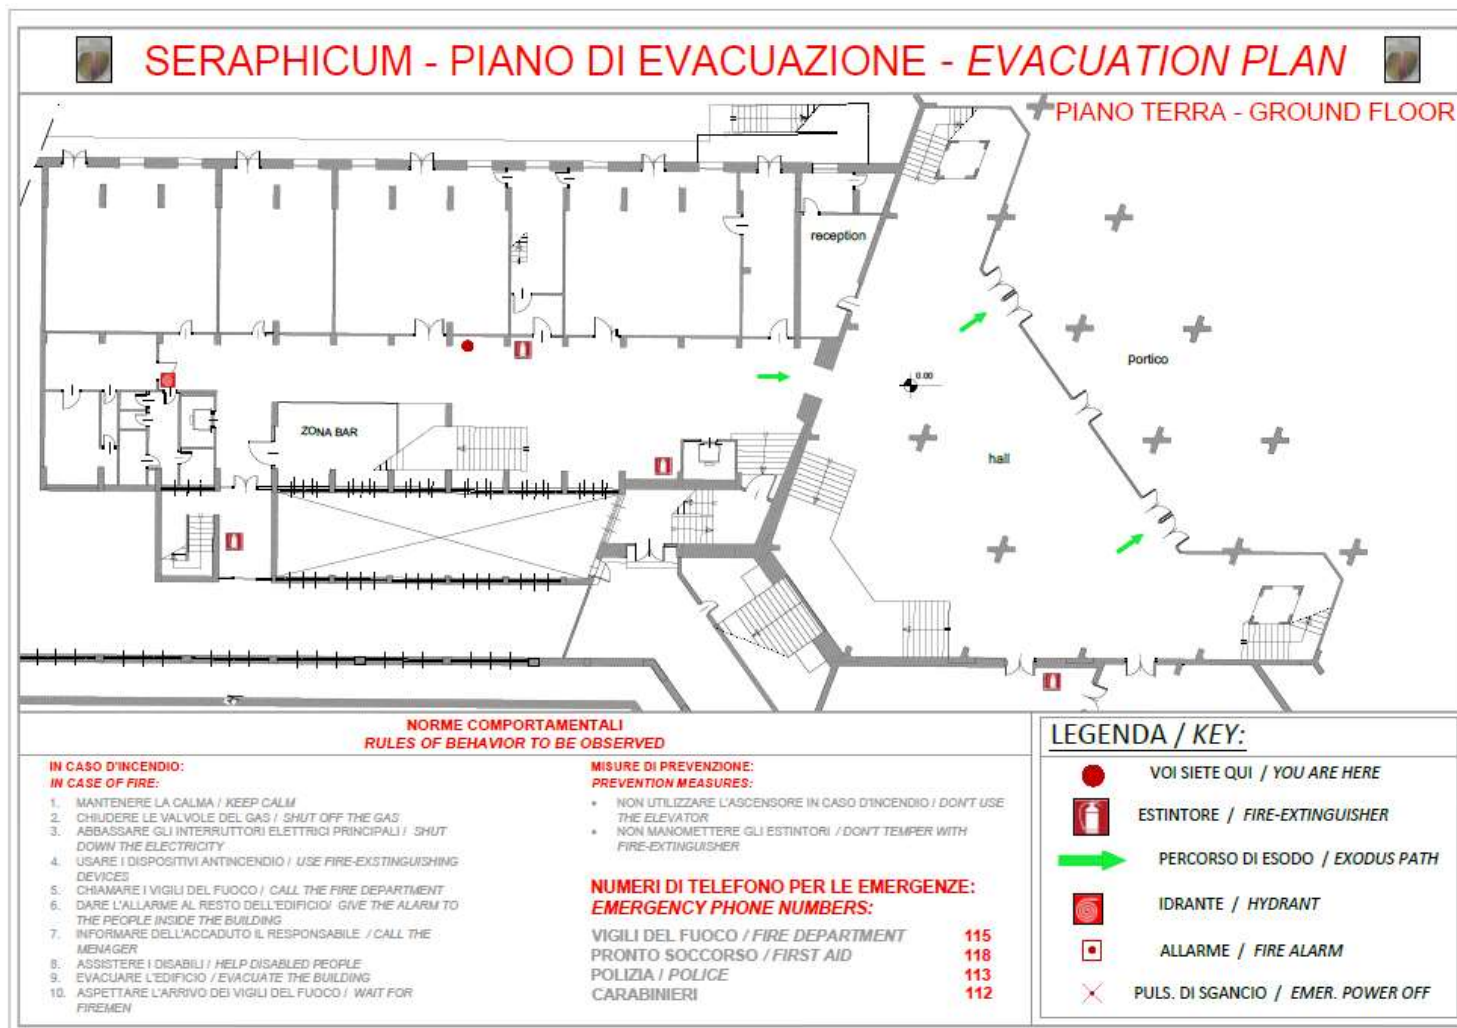 SERAPHICUM - PIANO DI EVACUAZIONE - EVACUATION PLAN
PIANO TERRA - GROUND FLOOR
reception
Portico
0.00
ZONA BAR
hall
NORME COMPORTAMENTALI
RULES OF BEHAVIOR TO BE OBSERVED
IN CASO D'INCENDIO:
IN CASE OF FIRE:
1. MANTENERE LA CALMA / KEEP CALM
2. CHIUDERE LE VALVOLE DEL GAS / SHUT OFF THE GAS
3. ABBASSARE GLI INTERRUTTORI ELETTRICI PRINCIPALI / SHUT
DOWN THE ELECTRICITY
4. USARE I DISPOSITIVI ANTINCENDIO / USE FIRE-EXSTINGUISHING
DEVICES
5. CHIAMARE I VIGILI DEL FUOCO / CALL THE FIRE DEPARTMENT
6. DARE L'ALLARME AL RESTO DELL'EDIFICIO/ GIVE THE ALARM TO
THE PEOPLE INSIDE THE BUILDING
7. INFORMARE DELL'ACCADUTO IL RESPONSABILE / CALL THE
MENAGER
8. ASSISTERE I DISABILI / HELP DISABLED PEOPLE
9. EVACUARE L'EDIFICIO / EVACUATE THE BUILDING
10. ASPETTARE L'ARRIVO DEI VIGILI DEL FUOCO / WAIT FOR
FIREMEN
MISURE DI PREVENZIONE:
PREVENTION MEASURES:
• NON UTILIZZARE L'ASCENSORE IN CASO D'INCENDIO / DON'T USE
THE ELEVATOR
• NON MANOMETTERE GLI ESTINTORI / DON'T TEMPER WITH
FIRE-EXTINGUISHER
NUMERI DI TELEFONO PER LE EMERGENZE:
EMERGENCY PHONE NUMBERS:
VIGILI DEL FUOCO / FIRE DEPARTMENT 115
PRONTO SOCCORSO / FIRST AID 118
POLIZIA / POLICE 113
CARABINIERI 112
LEGENDA / KEY:
VOI SIETE QUI / YOU ARE HERE
ESTINTORE / FIRE-EXTINGUISHER
PERCORSO DI ESODO / EXODUS PATH
IDRANTE / HYDRANT
ALLARME / FIRE ALARM
PULS. DI SGANCIO / EMER. POWER OFF